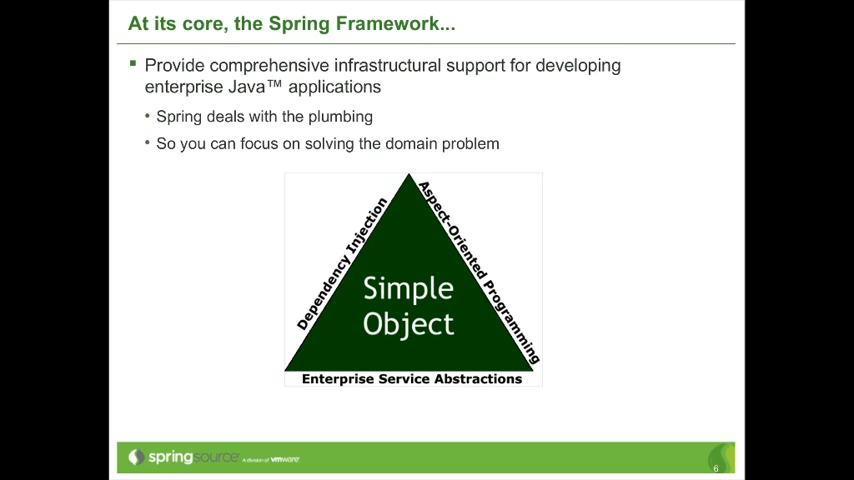 At its core, the Spring Framework...
Provide comprehensive infrastructural support for developing
enterprise Java™ applications
Spring deals with the plumbing
So you can focus on solving the domain problem
Dependency Injection
Aspect-Oriented Programming
Simple
Object
Enterprise Service Abstractions
springsource A division of vmware
6